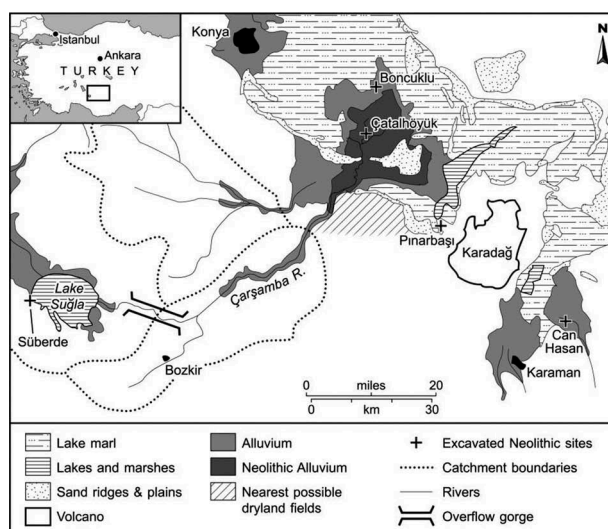 Istanbul
Ankara
TURKEY
Konya
N
Boncuklu
Çatalhöyük
Pınarbaşı
Karadağ
Çarşamba R.
Lake
Suğla
Süberde
Bozkir
Can
Hasan
Karaman
0 miles 20
0 km 30
Lake marl
Lakes and marshes
Sand ridges & plains
Volcano
Alluvium
Neolithic Alluvium
Nearest possible
dryland fields
Excavated Neolithic sites
Catchment boundaries
Rivers
Overflow gorge